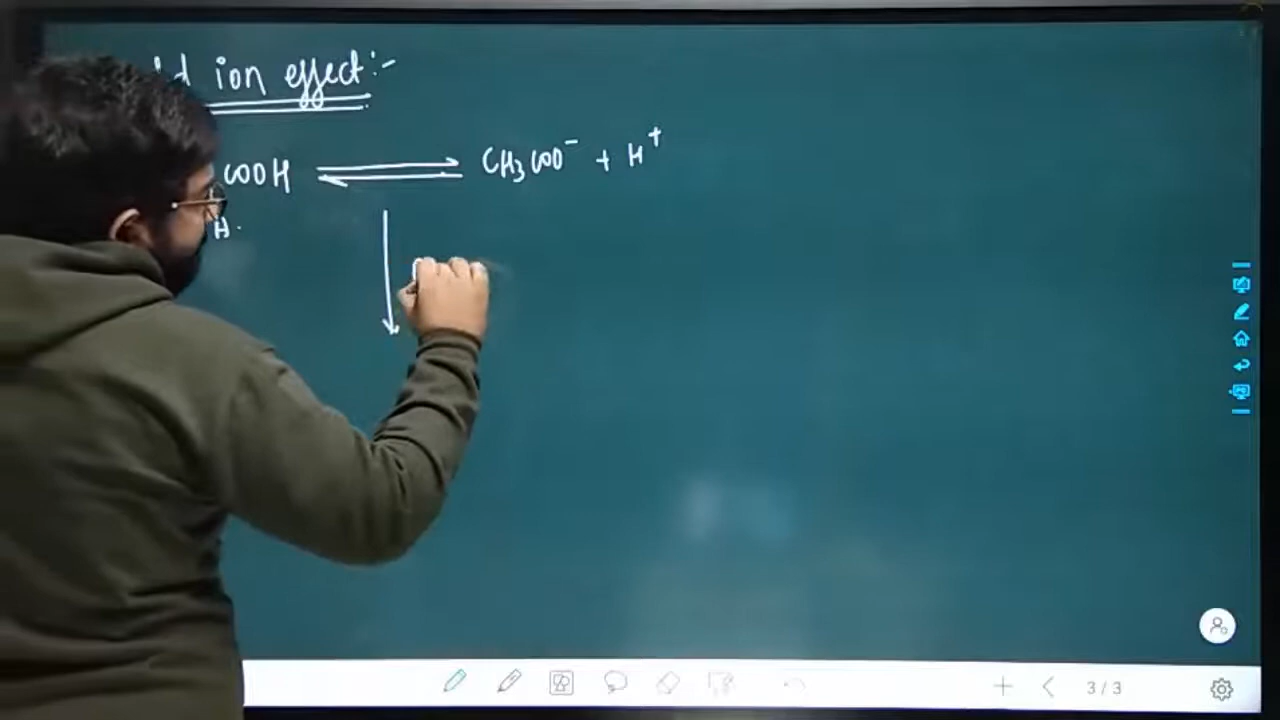 ion effect :-
COOH ⇌ CH3COO⁻ + H⁺
A.
3 / 3